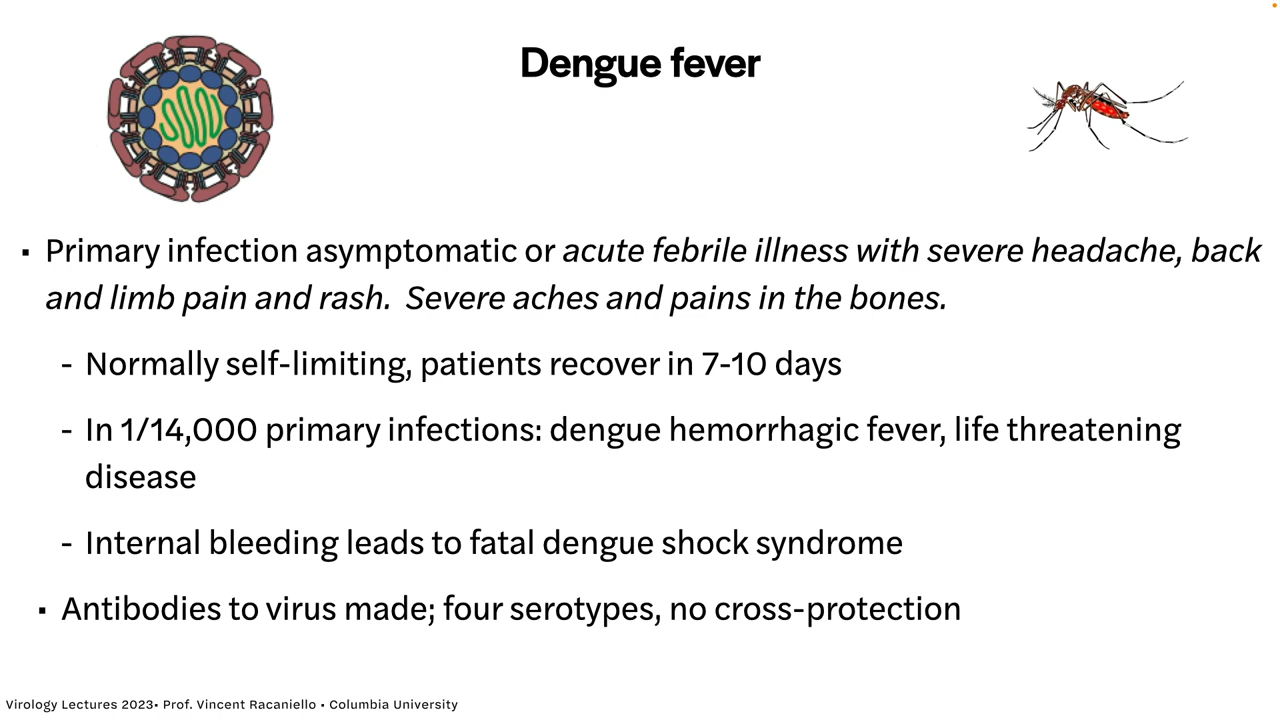 Dengue fever
▪ Primary infection asymptomatic or acute febrile illness with severe headache, back
and limb pain and rash.  Severe aches and pains in the bones.
- Normally self-limiting, patients recover in 7-10 days
- In 1/14,000 primary infections: dengue hemorrhagic fever, life threatening
disease
- Internal bleeding leads to fatal dengue shock syndrome
▪ Antibodies to virus made; four serotypes, no cross-protection
Virology Lectures 2023• Prof. Vincent Racaniello • Columbia University